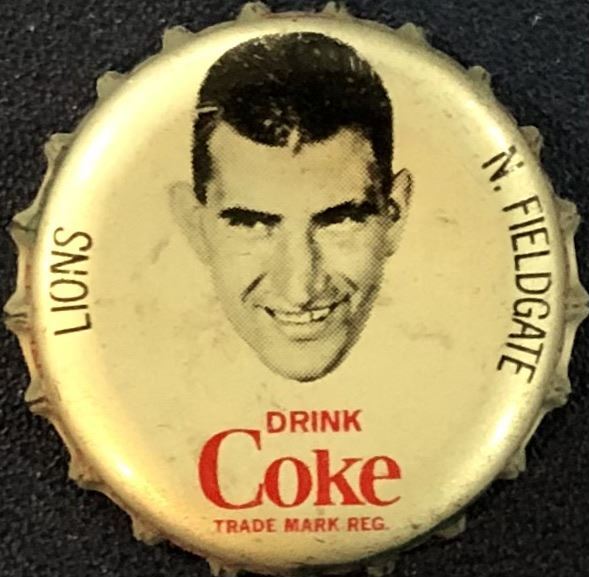 LIONS
N. FIELDGATE
DRINK
Coke
TRADE MARK REG.